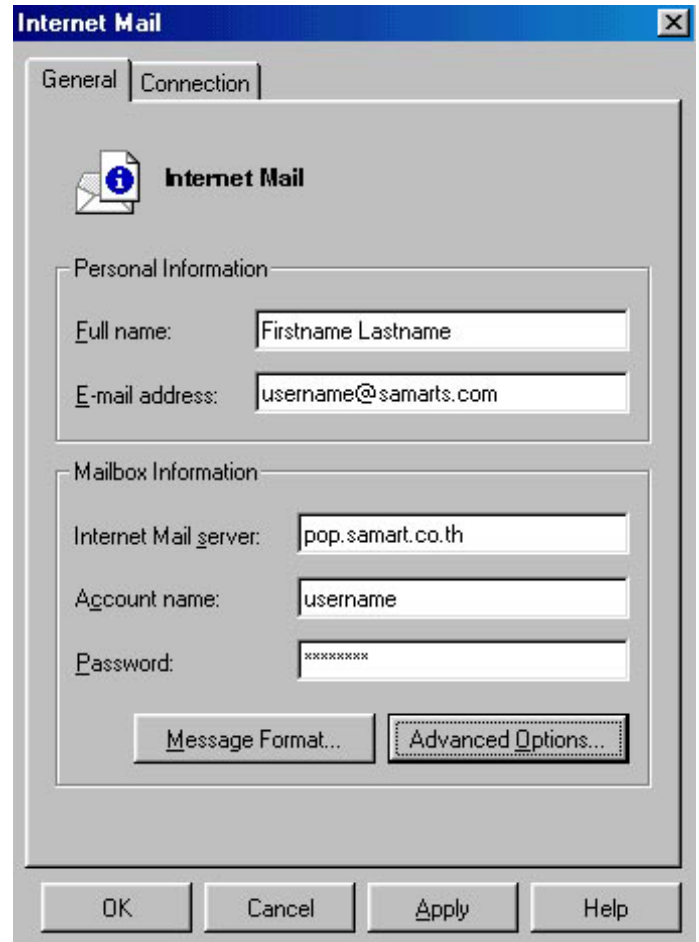 Internet Mail
General Connection
Internet Mail
Personal Information
Full name: Firstname Lastname
E-mail address: username@samarts.com
Mailbox Information
Internet Mail server: pop.samart.co.th
Account name: username
Password: ********
Message Format... Advanced Options...
OK Cancel Apply Help